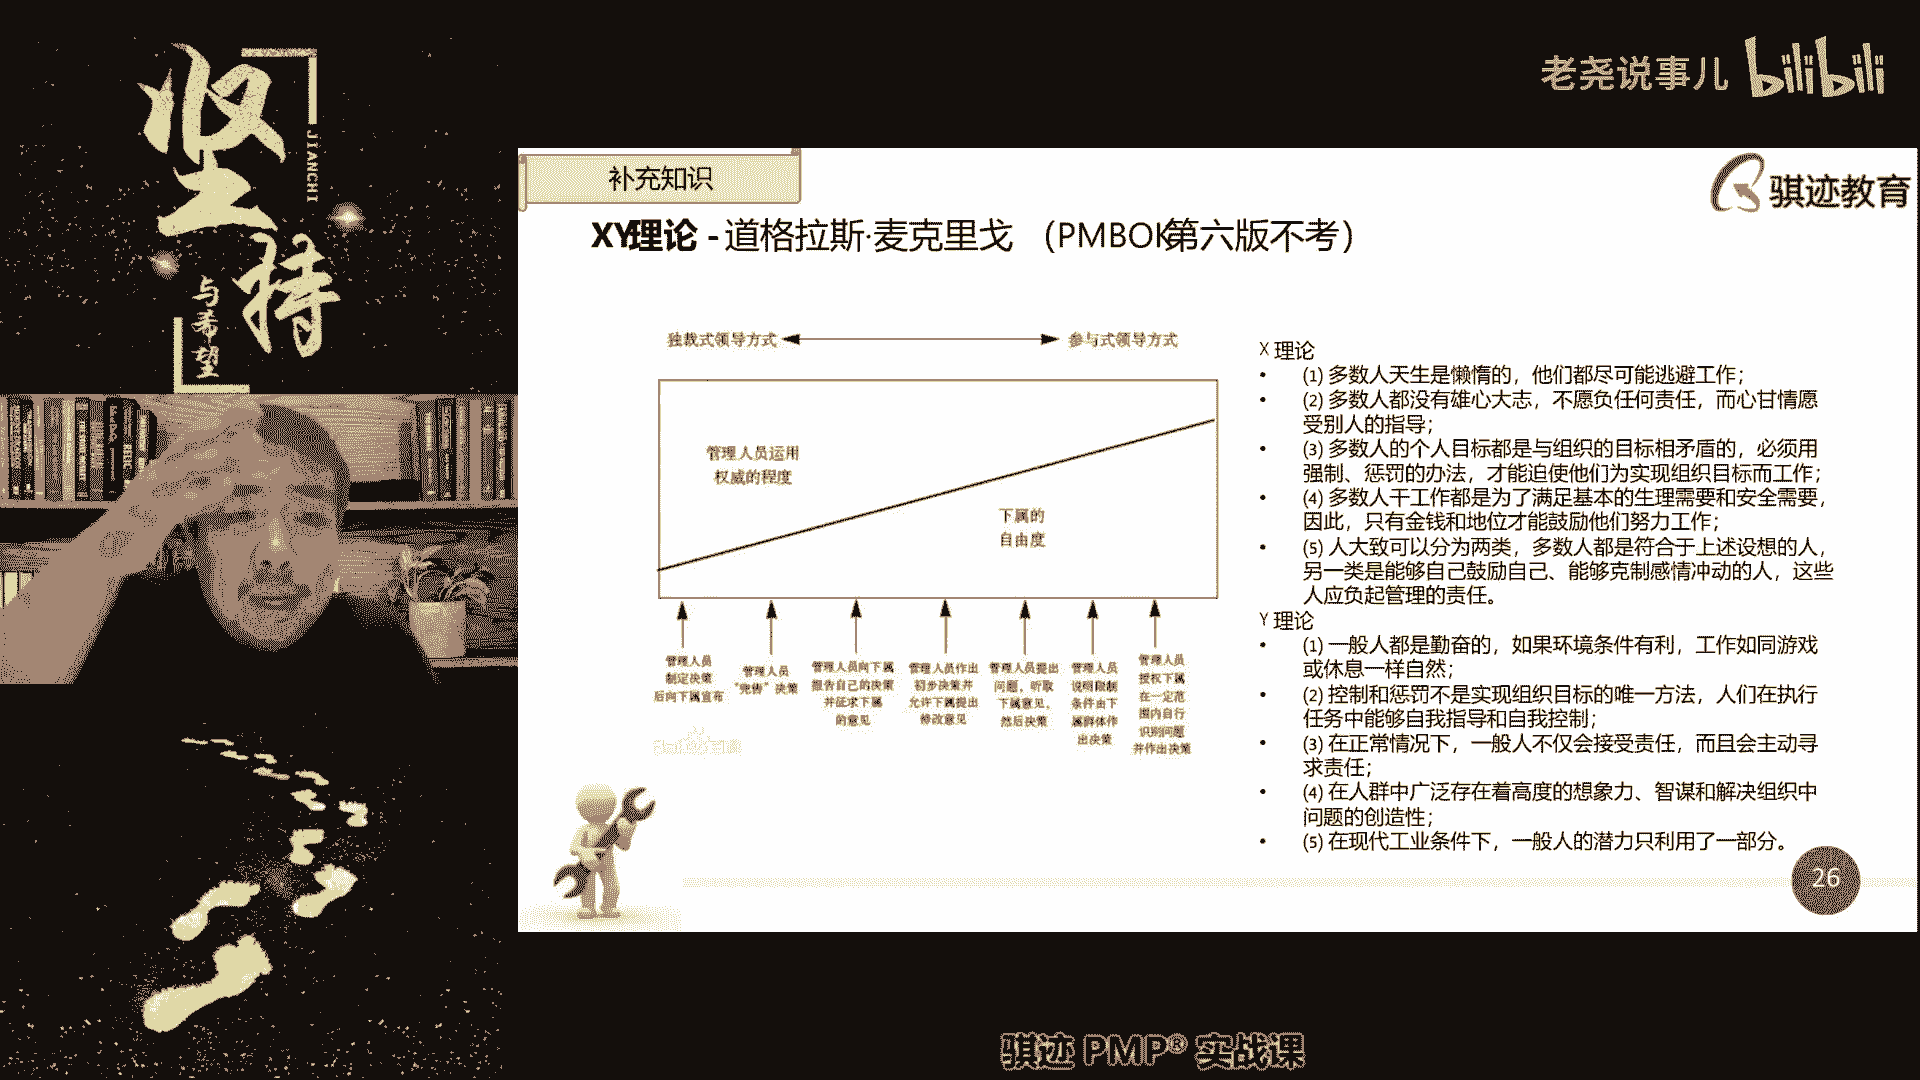 坚持
JIANCHI
与希望
老尧说事儿 bilibili
补充知识
骐迹教育
XY理论 - 道格拉斯·麦克里戈 （PMBOK第六版不考）
独裁式领导方式
参与式领导方式
管理人员运用
权威的程度
下属的
自由度
管理人员
制定决策
后向下属宣布
管理人员
“兜售”决策
管理人员向下属
报告自己的决策
并征求下属
的意见
管理人员作出
初步决策并
允许下属提出
修改意见
管理人员提出
问题，听取
下属意见，
然后决策
管理人员
说明限制
条件由下
属群体作
出决策
管理人员
授权下属
在一定范
围内自行
识别问题
并作出决策
X 理论
• (1) 多数人天生是懒惰的，他们都尽可能逃避工作；
• (2) 多数人都没有雄心大志，不愿负任何责任，而心甘情愿
受别人的指导；
• (3) 多数人的个人目标都是与组织的目标相矛盾的，必须用
强制、惩罚的办法，才能迫使他们为实现组织目标而工作；
• (4) 多数人干工作都是为了满足基本的生理需要和安全需要，
因此，只有金钱和地位才能鼓励他们努力工作；
• (5) 人大致可以分为两类，多数人都是符合于上述设想的人，
另一类是能够自己鼓励自己、能够克制感情冲动的人，这些
人应负起管理的责任。
Y 理论
• (1) 一般人都是勤奋的，如果环境条件有利，工作如同游戏
或休息一样自然；
• (2) 控制和惩罚不是实现组织目标的唯一方法，人们在执行
任务中能够自我指导和自我控制；
• (3) 在正常情况下，一般人不仅会接受责任，而且会主动寻
求责任；
• (4) 在人群中广泛存在着高度的想象力、智谋和解决组织中
问题的创造性；
• (5) 在现代工业条件下，一般人的潜力只利用了一部分。
26
骐迹 PMP® 实战课